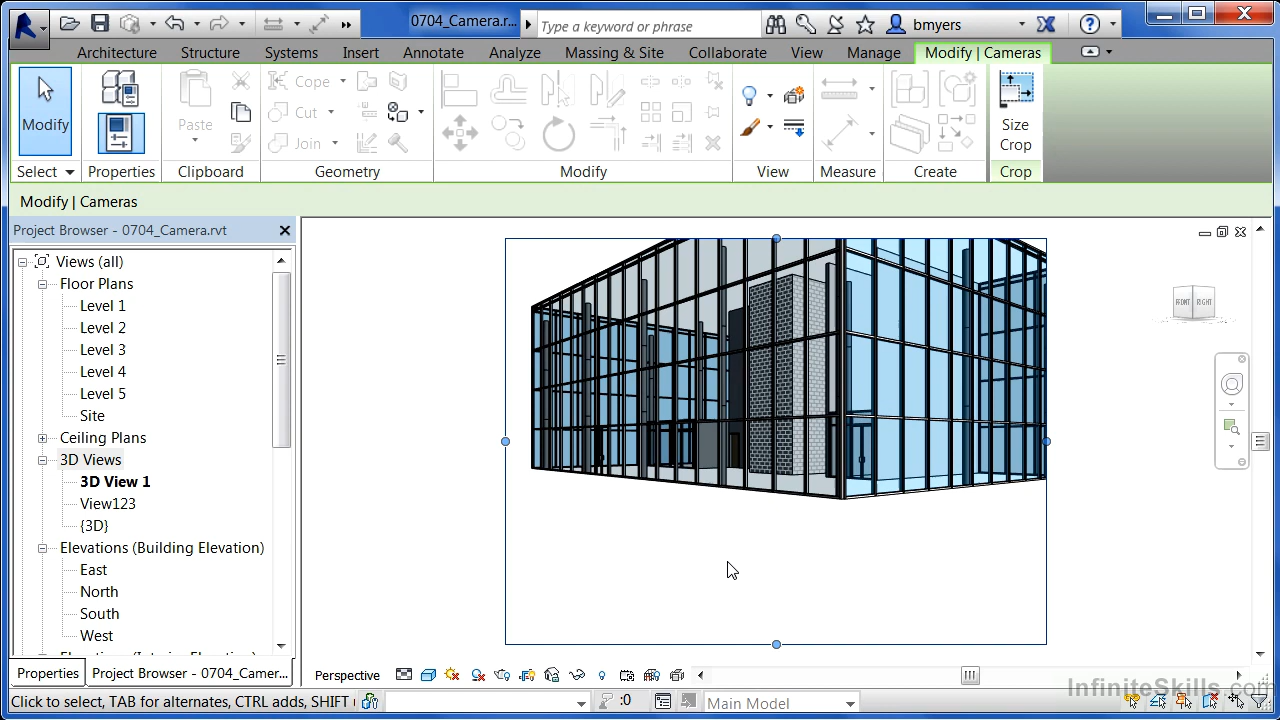 0704_Camera.r...
Type a keyword or phrase
bmyers
Architecture Structure Systems Insert Annotate Analyze Massing & Site Collaborate View Manage Modify | Cameras
Modify
Paste
Cope
Cut
Join
Size
Crop
Select Properties Clipboard Geometry Modify View Measure Create Crop
Modify | Cameras
Project Browser - 0704_Camera.rvt
Views (all)
Floor Plans
Level 1
Level 2
Level 3
Level 4
Level 5
Site
Ceiling Plans
3D Views
3D View 1
View123
{3D}
Elevations (Building Elevation)
East
North
South
West
FRONT RIGHT
Properties
Project Browser - 0704_Camer...
Perspective
InfiniteSkills.com
Click to select, TAB for alternates, CTRL adds, SHIFT u
:0
Main Model